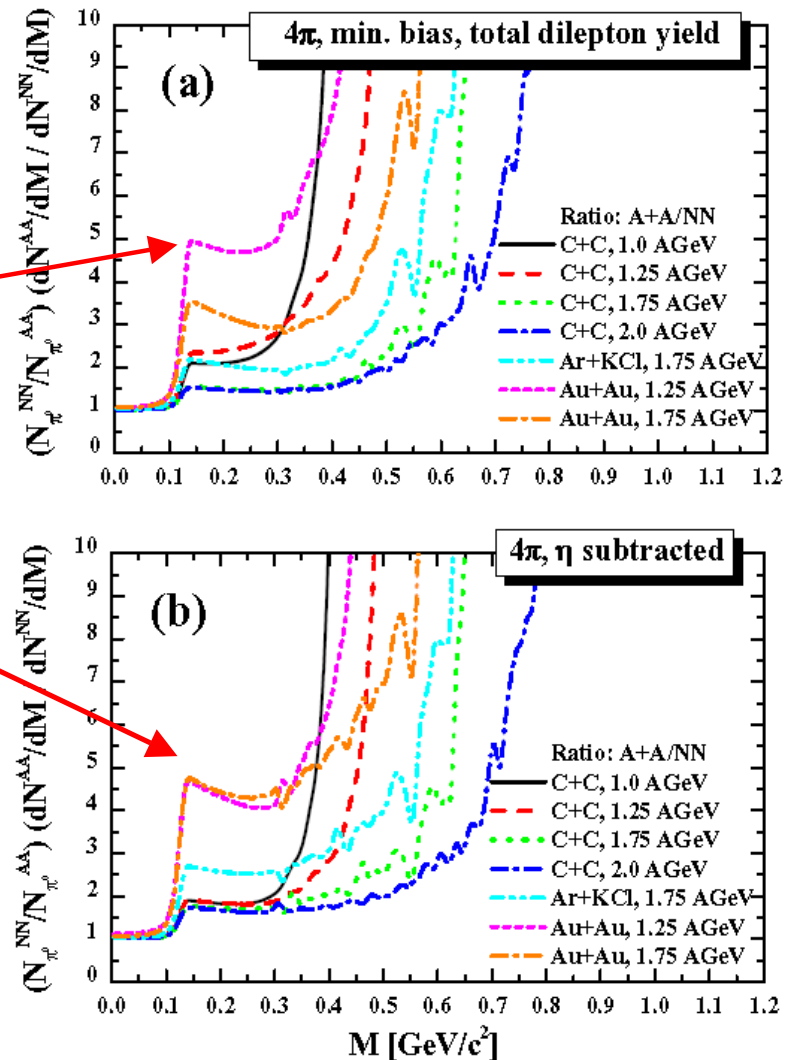 4π, min. bias, total dilepton yield
(a)
(N_π⁰^NN/N_π⁰^AA) (dN^AA/dM / dN^NN/dM)
10
9
8
7
6
5
4
3
2
1
0
Ratio: A+A/NN
C+C, 1.0 AGeV
C+C, 1.25 AGeV
C+C, 1.75 AGeV
C+C, 2.0 AGeV
Ar+KCl, 1.75 AGeV
Au+Au, 1.25 AGeV
Au+Au, 1.75 AGeV
0.0 0.1 0.2 0.3 0.4 0.5 0.6 0.7 0.8 0.9 1.0 1.1 1.2
4π, η subtracted
(b)
(N_π⁰^NN/N_π⁰^AA) (dN^AA/dM / dN^NN/dM)
10
9
8
7
6
5
4
3
2
1
0
Ratio: A+A/NN
C+C, 1.0 AGeV
C+C, 1.25 AGeV
C+C, 1.75 AGeV
C+C, 2.0 AGeV
Ar+KCl, 1.75 AGeV
Au+Au, 1.25 AGeV
Au+Au, 1.75 AGeV
0.0 0.1 0.2 0.3 0.4 0.5 0.6 0.7 0.8 0.9 1.0 1.1 1.2
M [GeV/c²]